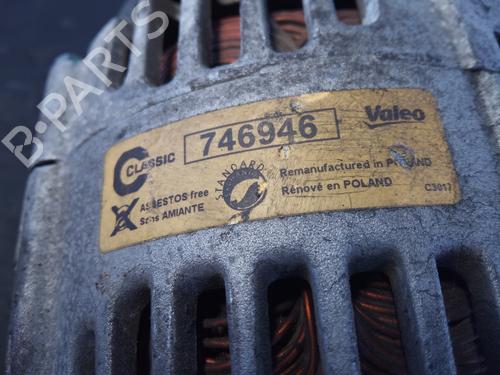 B-PARTS
C CLASSIC
746946
Valeo
ASBESTOS free
Sans AMIANTE
STANDARD
Remanufactured in POLAND
Rénové en POLAND
C3017